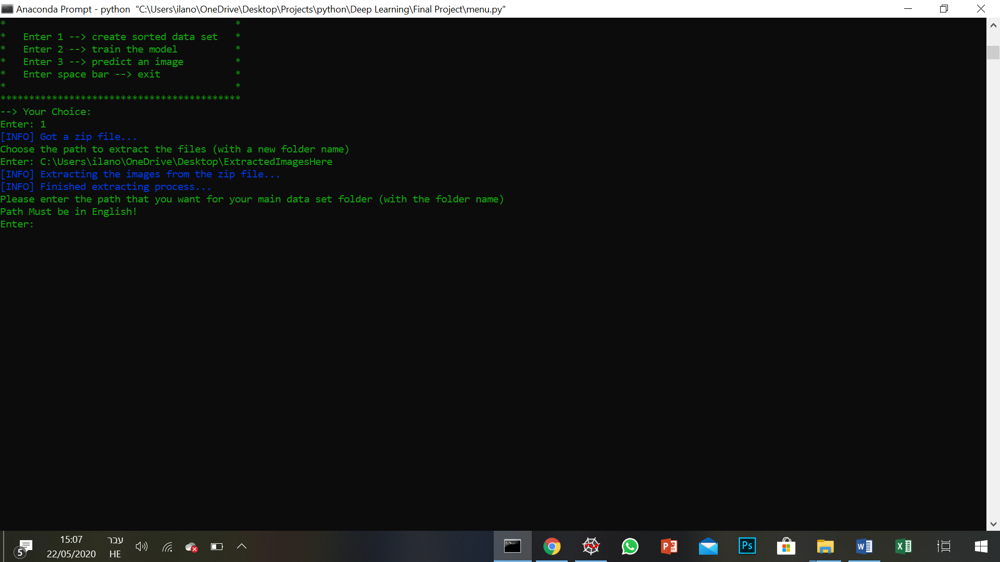 Anaconda Prompt - python  "C:\Users\ilano\OneDrive\Desktop\Projects\python\Deep Learning\Final Project\menu.py"
*                                        *
*   Enter 1 --> create sorted data set   *
*   Enter 2 --> train the model          *
*   Enter 3 --> predict an image         *
*   Enter space bar --> exit             *
*                                        *
******************************************
--> Your Choice:
Enter: 1
[INFO] Got a zip file...
Choose the path to extract the files (with a new folder name)
Enter: C:\Users\ilano\OneDrive\Desktop\ExtractedImagesHere
[INFO] Extracting the images from the zip file...
[INFO] Finished extracting process...
Please enter the path that you want for your main data set folder (with the folder name)
Path Must be in English!
Enter:
5
15:07
22/05/2020
עבר
HE
C:\_
P
Ps
W
X